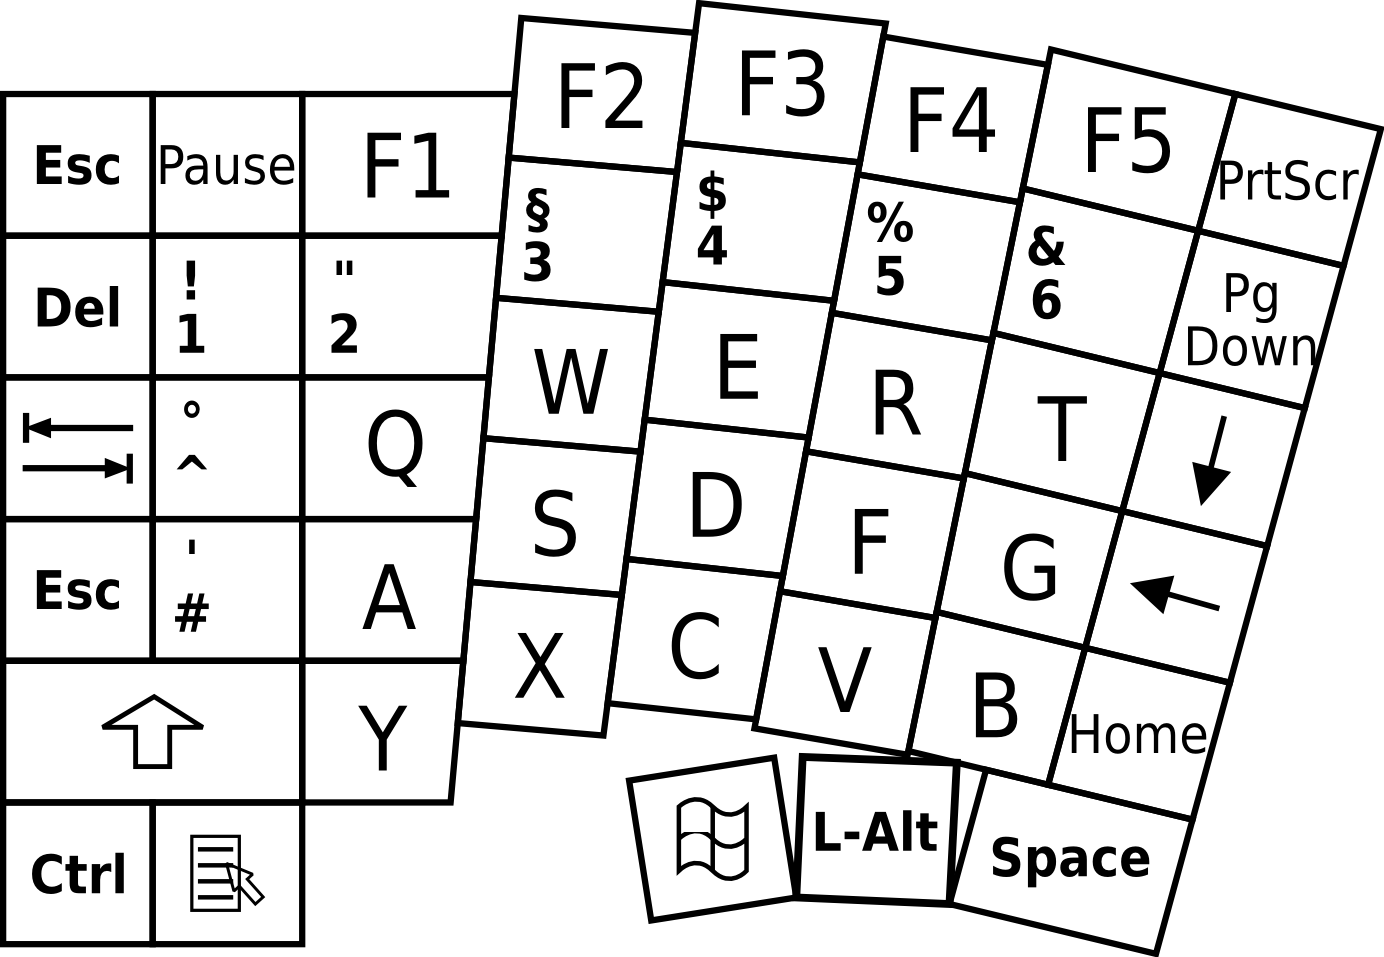 Esc Pause F1 F2 F3 F4 F5 PrtScr
! " § $ % & Pg
Del 1 2 3 4 5 6 Down
° Q W E R T
^
Esc ' A S D F G
#
Y X C V B Home
Ctrl L-Alt Space